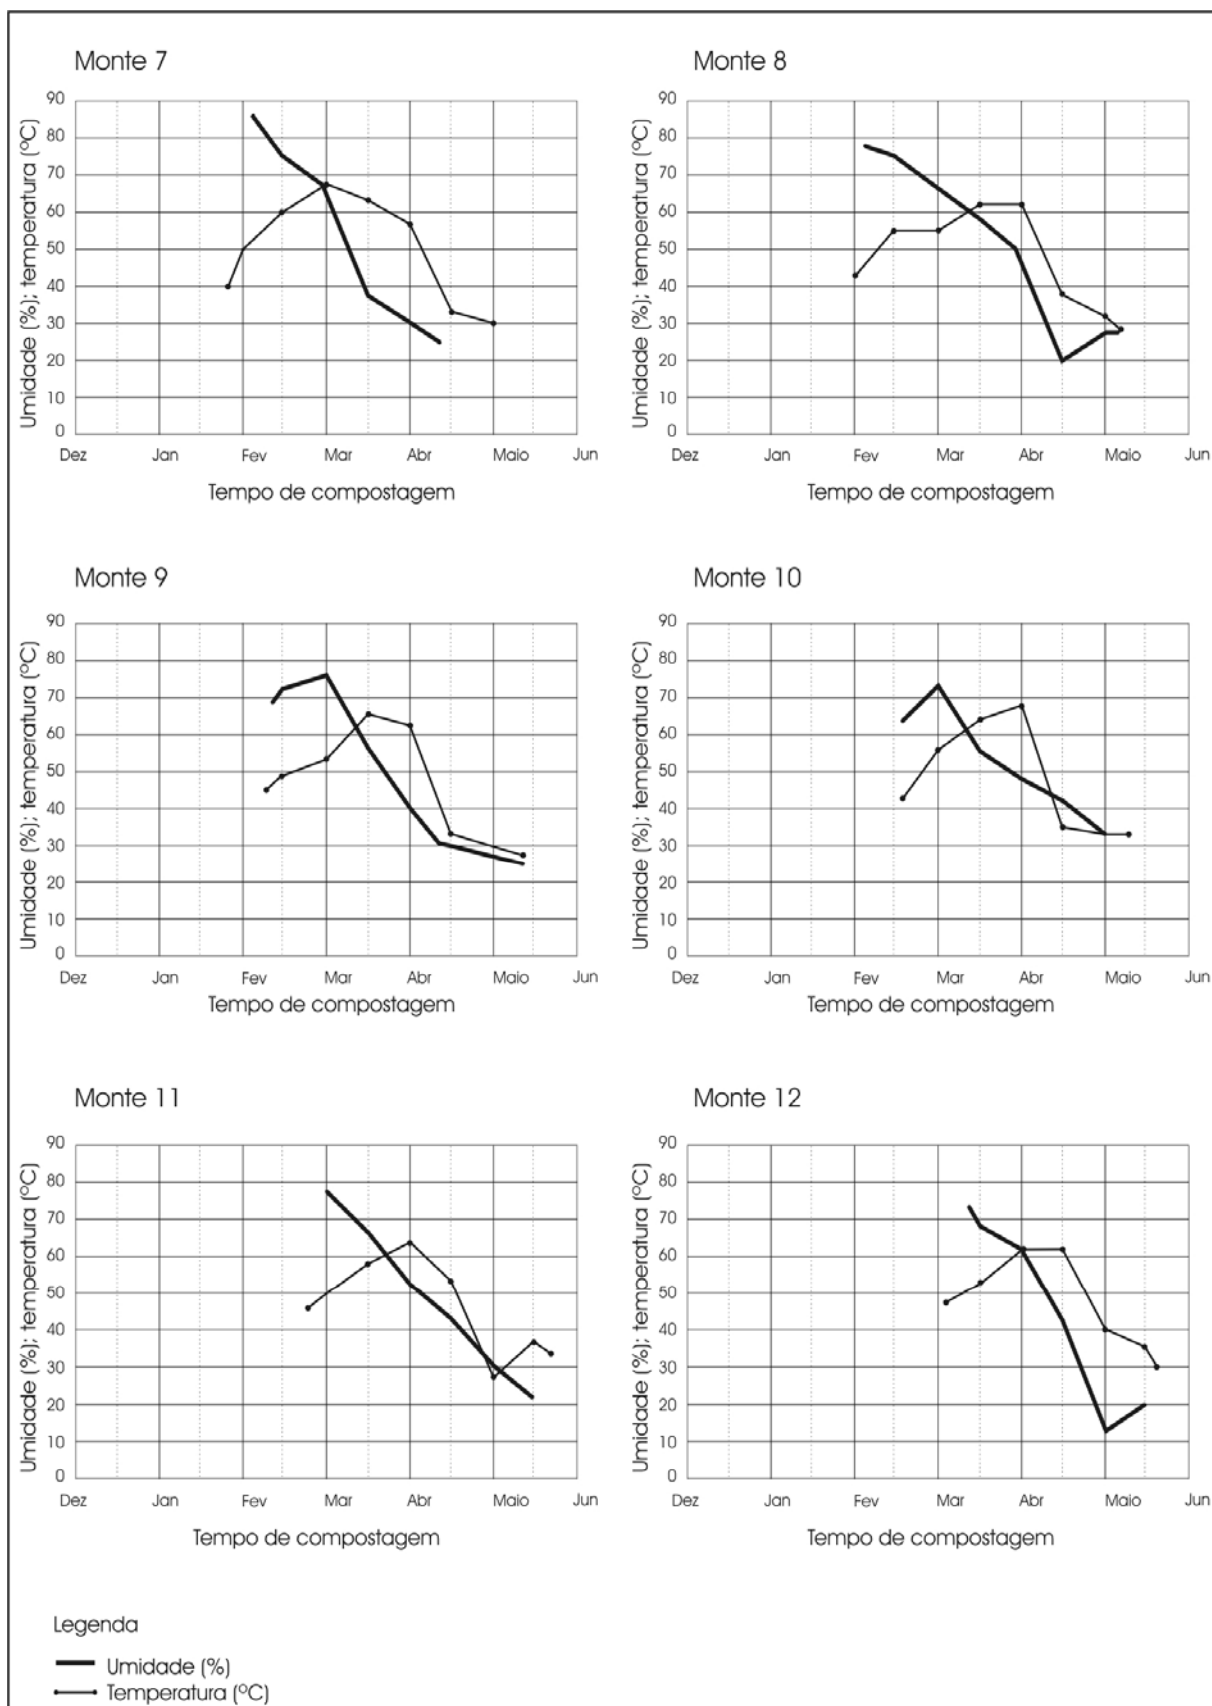 Monte 7
Umidade (%); temperatura (ºC)
90
80
70
60
50
40
30
20
10
0
Dez Jan Fev Mar Abr Maio Jun
Tempo de compostagem
Monte 8
Umidade (%); temperatura (ºC)
90
80
70
60
50
40
30
20
10
0
Dez Jan Fev Mar Abr Maio Jun
Tempo de compostagem
Monte 9
Umidade (%); temperatura (ºC)
90
80
70
60
50
40
30
20
10
0
Dez Jan Fev Mar Abr Maio Jun
Tempo de compostagem
Monte 10
Umidade (%); temperatura (ºC)
90
80
70
60
50
40
30
20
10
0
Dez Jan Fev Mar Abr Maio Jun
Tempo de compostagem
Monte 11
Umidade (%); temperatura (ºC)
90
80
70
60
50
40
30
20
10
0
Dez Jan Fev Mar Abr Maio Jun
Tempo de compostagem
Monte 12
Umidade (%); temperatura (ºC)
90
80
70
60
50
40
30
20
10
0
Dez Jan Fev Mar Abr Maio Jun
Tempo de compostagem
Legenda
Umidade (%)
Temperatura (ºC)